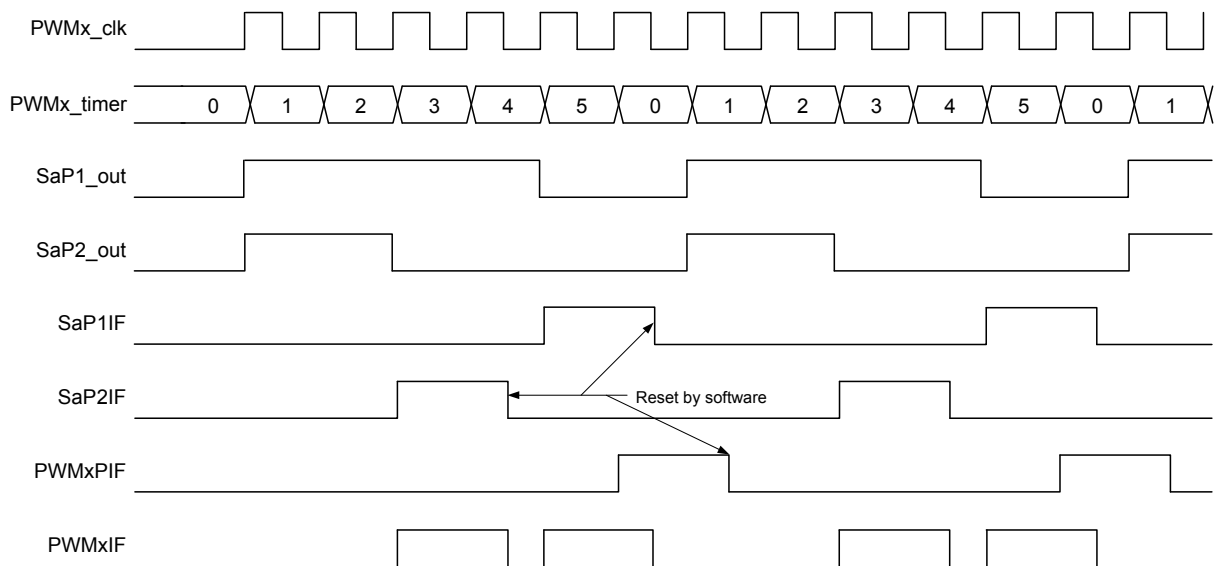 PWMx_clk
PWMx_timer 0 1 2 3 4 5 0 1 2 3 4 5 0 1
SaP1_out
SaP2_out
SaP1IF
SaP2IF Reset by software
PWMxPIF
PWMxIF